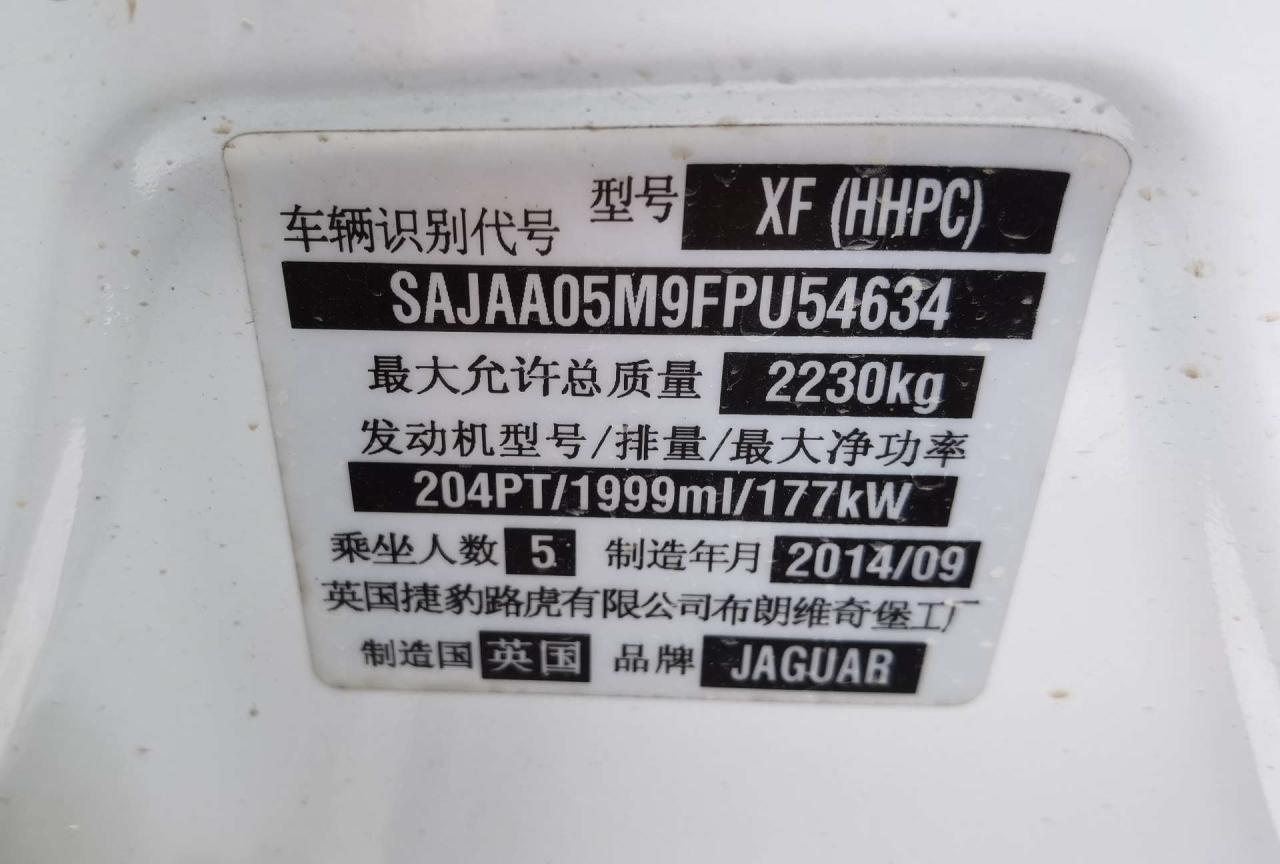 型号 XF (HHPC)
车辆识别代号
SAJAA05M9FPU54634
最大允许总质量 2230kg
发动机型号/排量/最大净功率
204PT/1999ml/177kW
乘坐人数 5 制造年月 2014/09
英国捷豹路虎有限公司布朗维奇堡工厂
制造国 英国 品牌 JAGUAR